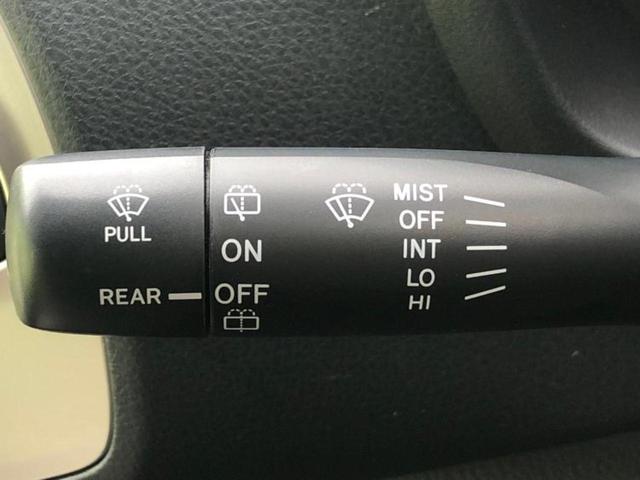 PULL
REAR
ON
OFF
MIST
OFF
INT
LO
HI